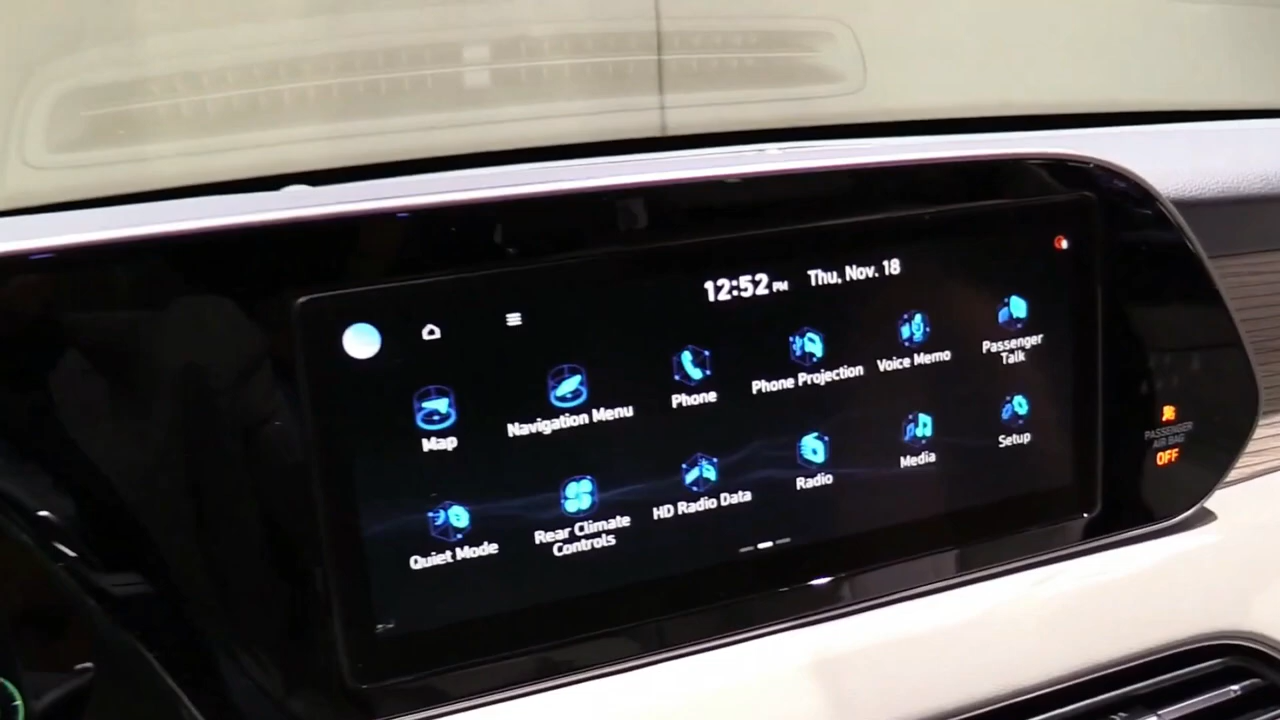 12:52 PM Thu, Nov. 18
Map
Navigation Menu
Phone
Phone Projection
Voice Memo
Passenger
Talk
Quiet Mode
Rear Climate
Controls
HD Radio Data
Radio
Media
Setup
PASSENGER
AIR BAG
OFF